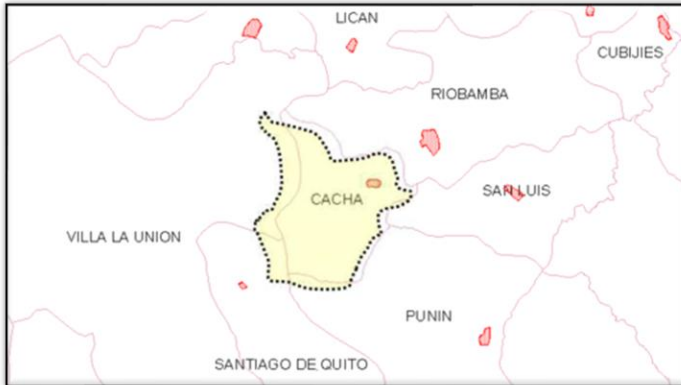 LICAN
CUBIJIES
RIOBAMBA
SAN LUIS
CACHA
VILLA LA UNION
PUNIN
SANTIAGO DE QUITO